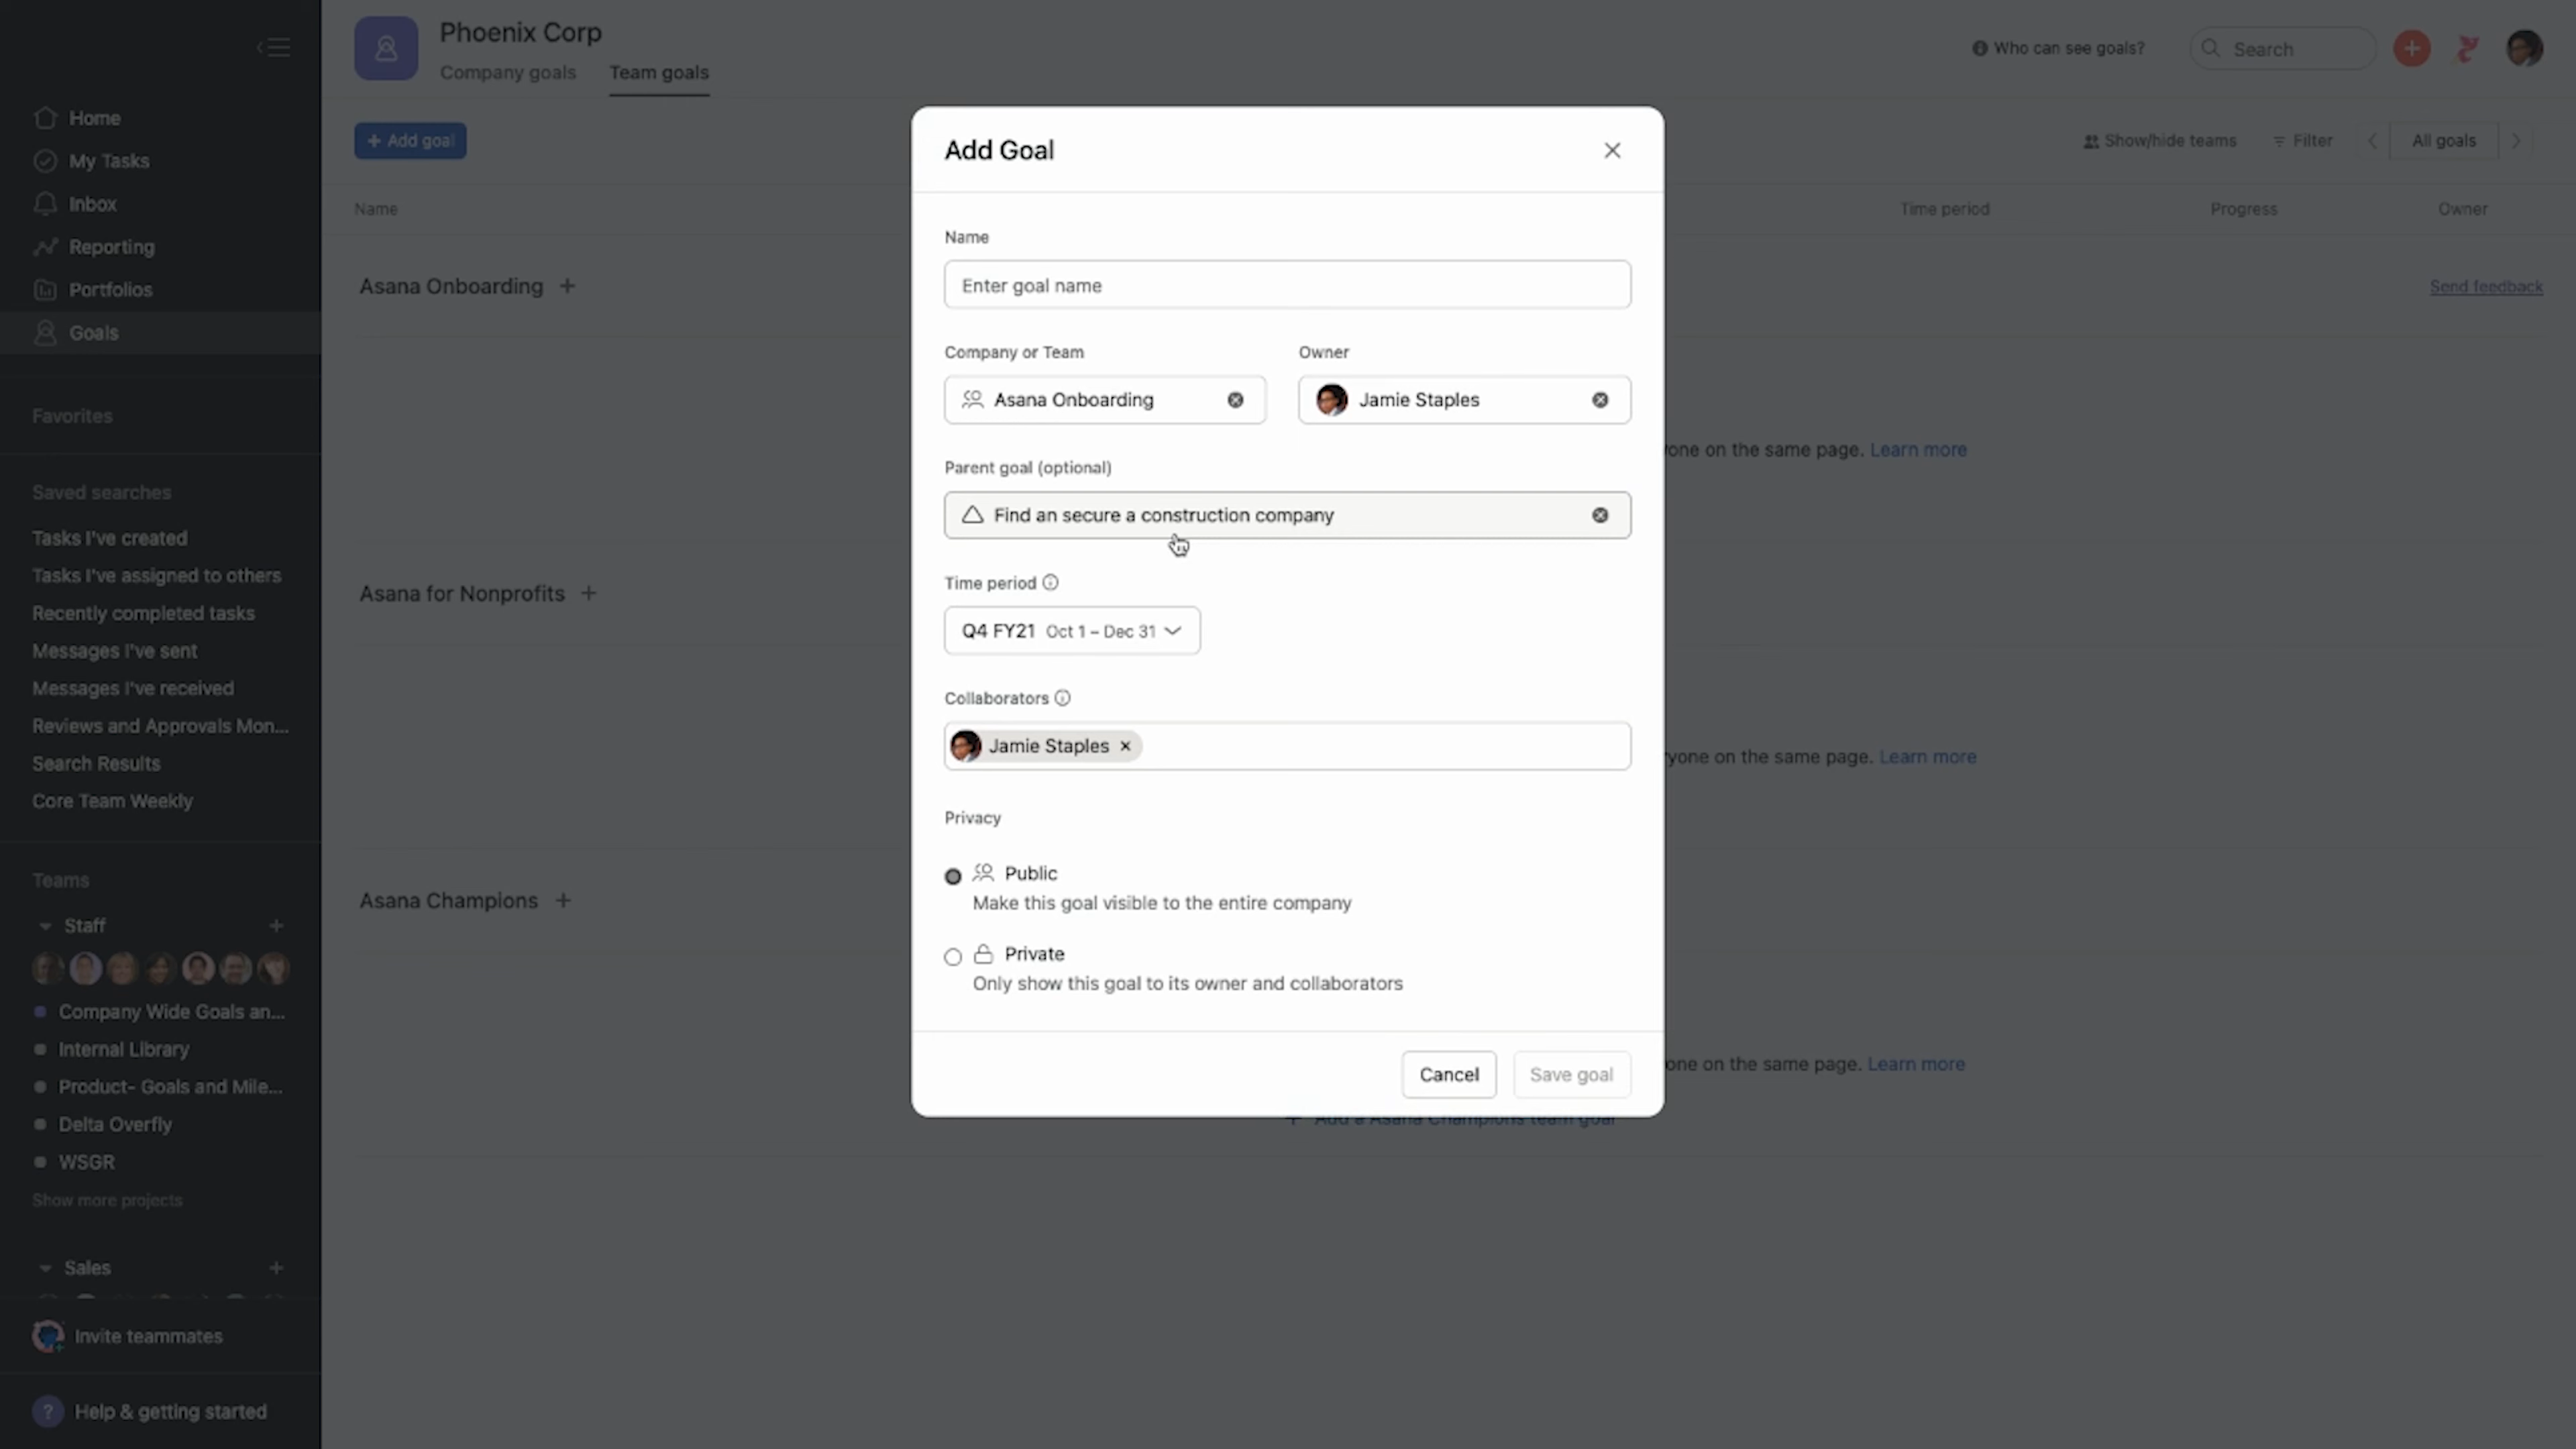 Phoenix Corp
Company goals
Team goals
Who can see goals?
Search
Home
My Tasks
Inbox
Reporting
Portfolios
Goals
Favorites
Saved searches
Tasks I've created
Tasks I've assigned to others
Recently completed tasks
Messages I've sent
Messages I've received
Reviews and Approvals Mon...
Search Results
Core Team Weekly
Teams
Staff
Company Wide Goals an...
Internal Library
Product- Goals and Mile...
Delta Overfly
WSGR
Show more projects
Sales
Invite teammates
? Help & getting started
+ Add goal
Show/hide teams
Filter
All goals
Name
Time period
Progress
Owner
Asana Onboarding +
Send feedback
one on the same page. Learn more
Asana for Nonprofits +
yone on the same page. Learn more
Asana Champions +
one on the same page. Learn more
+ Add a Asana Champions team goal
Add Goal
Name
Enter goal name
Company or Team
Owner
Asana Onboarding
Jamie Staples
Parent goal (optional)
Find an secure a construction company
Time period
Q4 FY21 Oct 1 – Dec 31
Collaborators
Jamie Staples ×
Privacy
Public
Make this goal visible to the entire company
Private
Only show this goal to its owner and collaborators
Cancel
Save goal